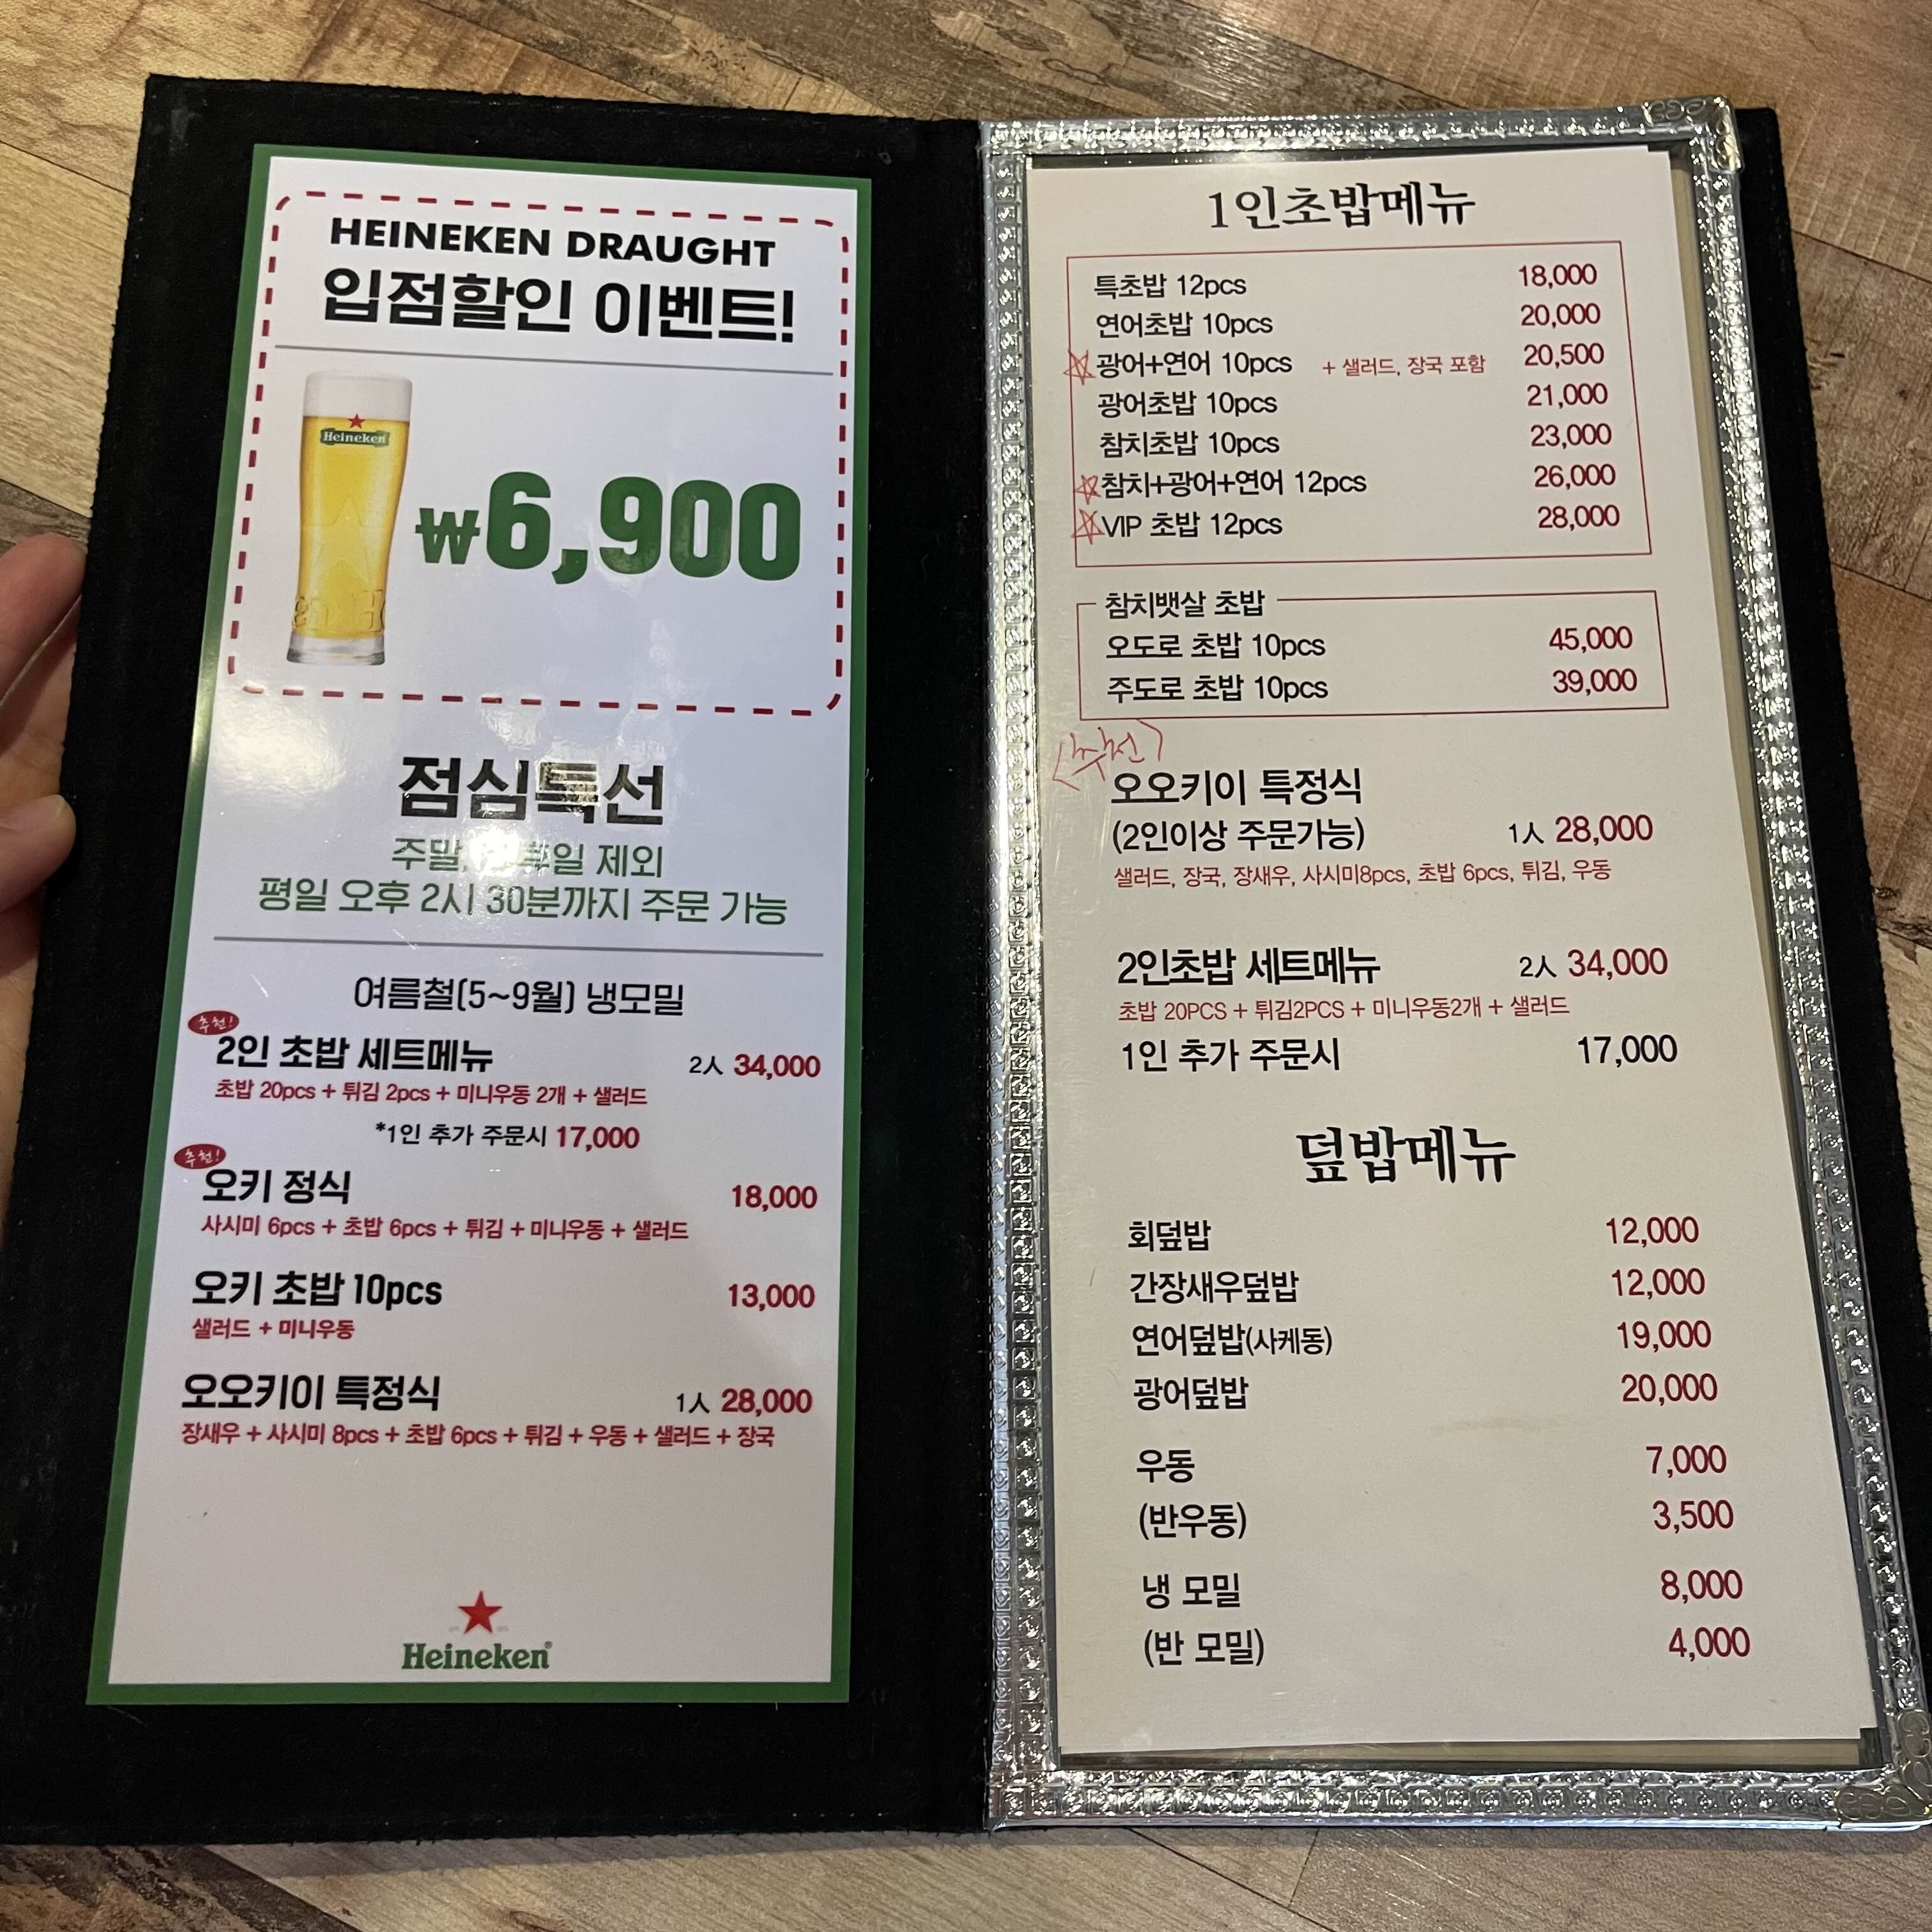 HEINEKEN DRAUGHT
입점할인 이벤트!
Heineken
₩6,900
점심특선
주말, 공휴일 제외
평일 오후 2시 30분까지 주문 가능
여름철(5~9월) 냉모밀
추천!
2인 초밥 세트메뉴 2人 34,000
초밥 20pcs + 튀김 2pcs + 미니우동 2개 + 샐러드
*1인 추가 주문시 17,000
추천!
오키 정식 18,000
사시미 6pcs + 초밥 6pcs + 튀김 + 미니우동 + 샐러드
오키 초밥 10pcs 13,000
샐러드 + 미니우동
오오키이 특정식 1人 28,000
장새우 + 사시미 8pcs + 초밥 6pcs + 튀김 + 우동 + 샐러드 + 장국
Heineken®
1인초밥메뉴
특초밥 12pcs 18,000
연어초밥 10pcs 20,000
광어+연어 10pcs + 샐러드, 장국 포함 20,500
광어초밥 10pcs 21,000
참치초밥 10pcs 23,000
참치+광어+연어 12pcs 26,000
VIP 초밥 12pcs 28,000
참치뱃살 초밥
오도로 초밥 10pcs 45,000
주도로 초밥 10pcs 39,000
<추천>
오오키이 특정식
(2인이상 주문가능) 1人 28,000
샐러드, 장국, 장새우, 사시미8pcs, 초밥 6pcs, 튀김, 우동
2인초밥 세트메뉴 2人 34,000
초밥 20PCS + 튀김2PCS + 미니우동2개 + 샐러드
1인 추가 주문시 17,000
덮밥메뉴
회덮밥 12,000
간장새우덮밥 12,000
연어덮밥(사케동) 19,000
광어덮밥 20,000
우동 7,000
(반우동) 3,500
냉 모밀 8,000
(반 모밀) 4,000